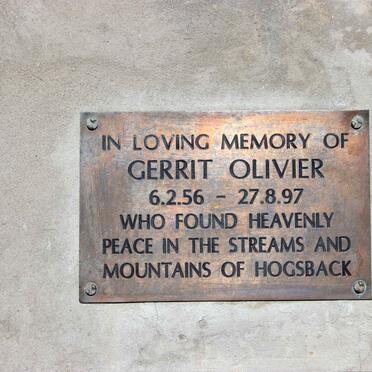 IN LOVING MEMORY OF
GERRIT OLIVIER
6.2.56 - 27.8.97
WHO FOUND HEAVENLY
PEACE IN THE STREAMS AND
MOUNTAINS OF HOGSBACK